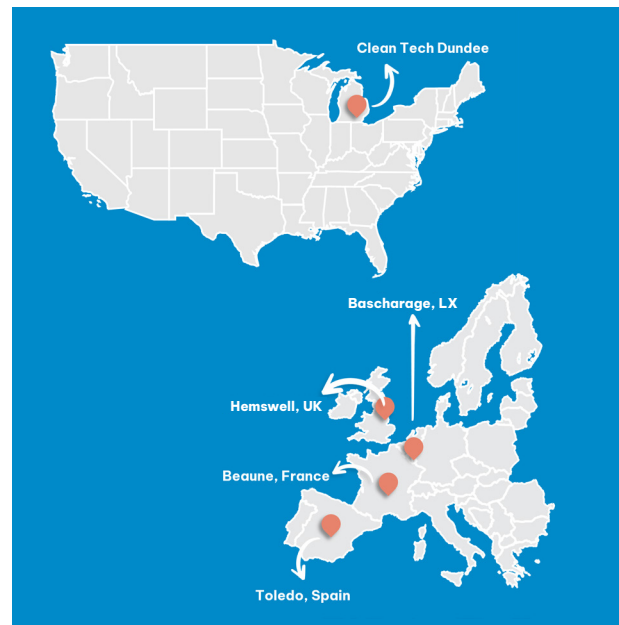 Clean Tech Dundee
Bascharage, LX
Hemswell, UK
Beaune, France
Toledo, Spain